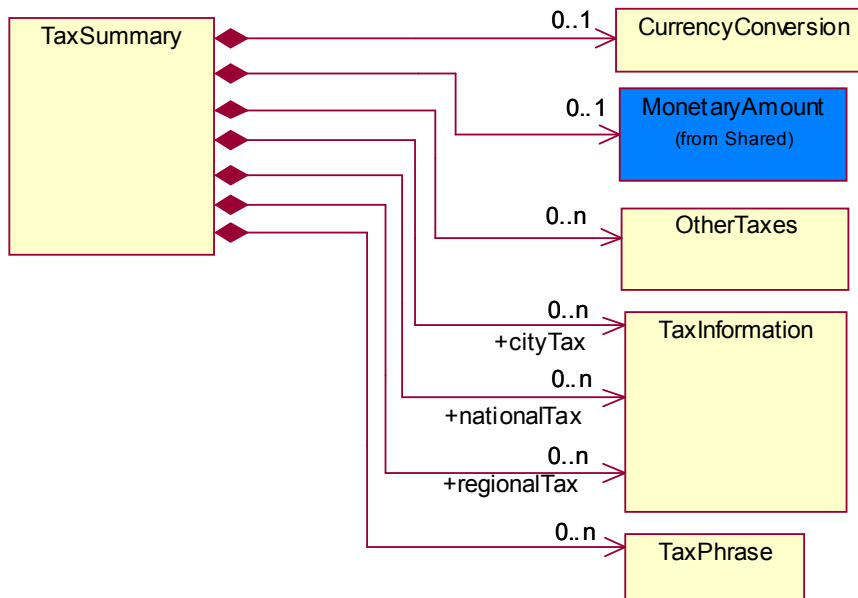 TaxSummary
0..1
CurrencyConversion
0..1
MonetaryAmount
(from Shared)
0..n
OtherTaxes
0..n
+cityTax
TaxInformation
0..n
+nationalTax
0..n
+regionalTax
0..n
TaxPhrase